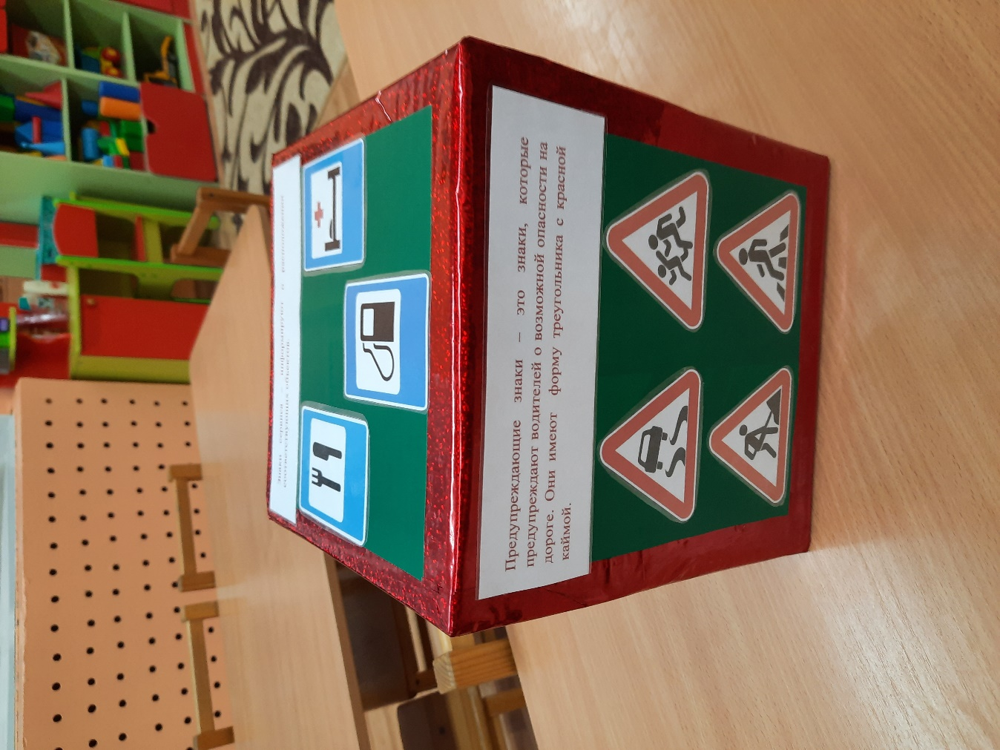 Предупреждающие знаки – это знаки, которые
предупреждают водителей о возможной опасности на
дороге. Они имеют форму треугольника с красной
каймой.
Знаки сервиса – информируют о расположении
соответствующих объектов.